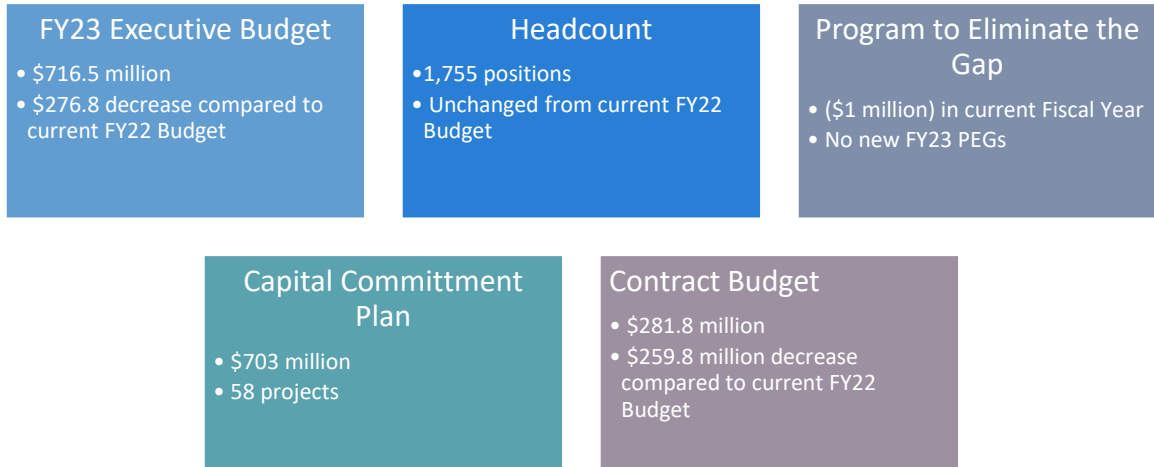 FY23 Executive Budget
• $716.5 million
• $276.8 decrease compared to
current FY22 Budget
Headcount
•1,755 positions
• Unchanged from current FY22
Budget
Program to Eliminate the
Gap
• ($1 million) in current Fiscal Year
• No new FY23 PEGs
Capital Committment
Plan
• $703 million
• 58 projects
Contract Budget
• $281.8 million
• $259.8 million decrease
compared to current FY22
Budget